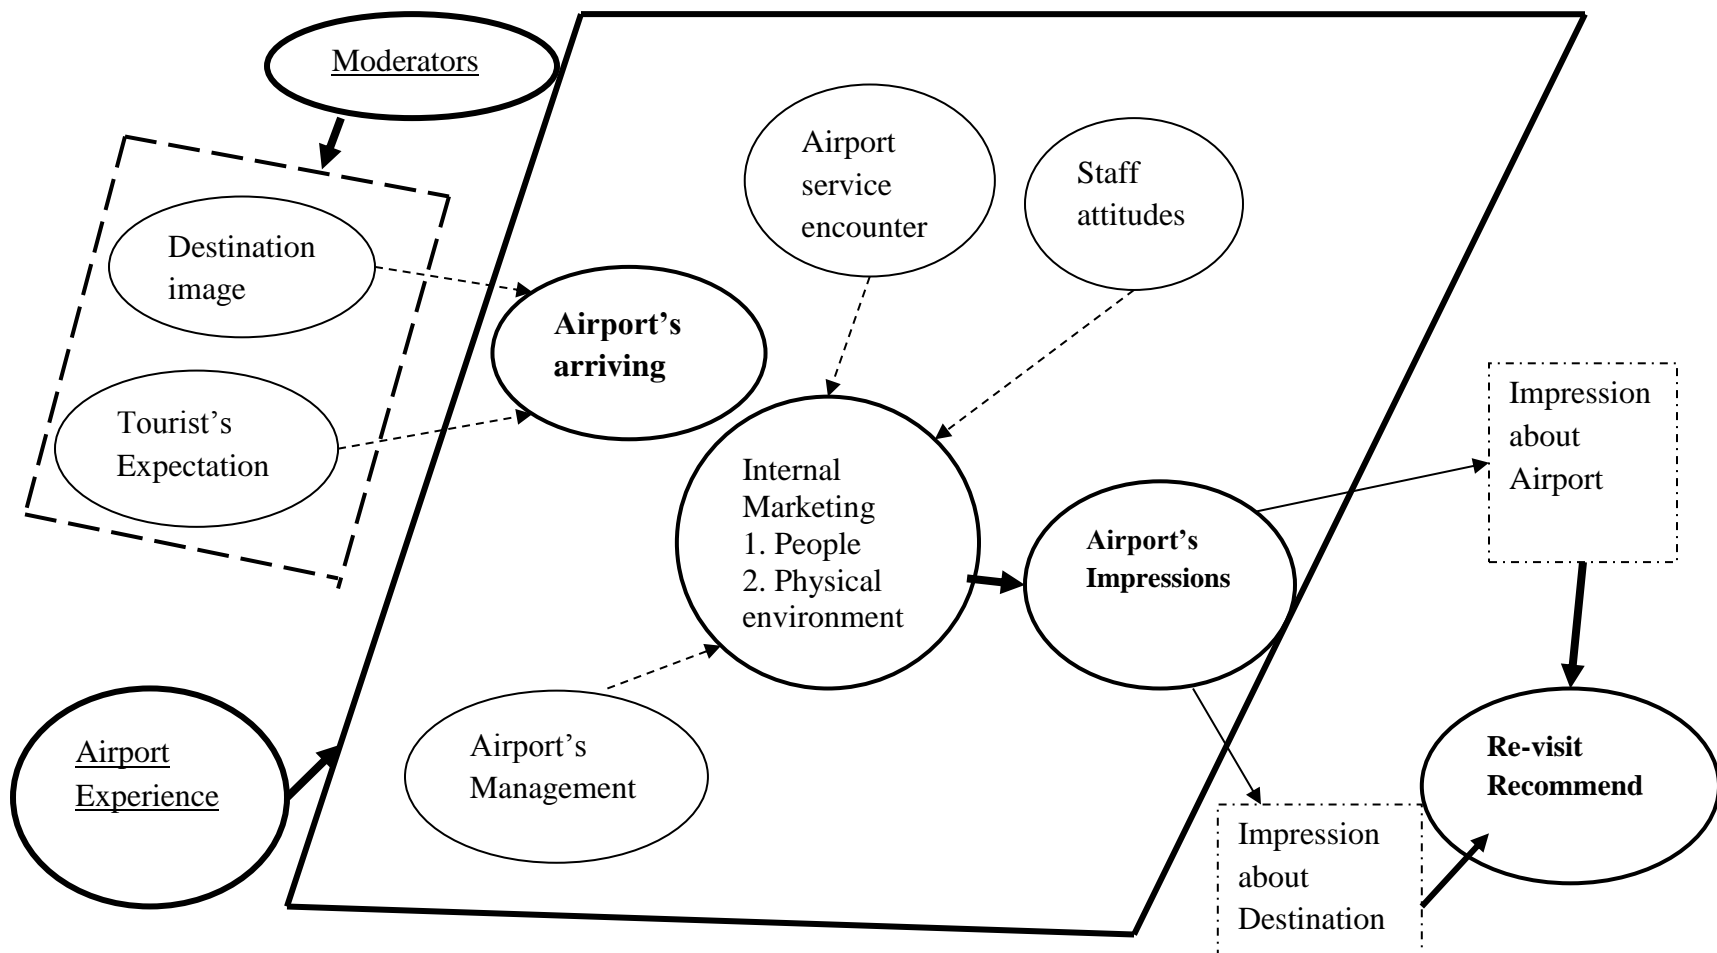 Moderators
Destination
image
Tourist’s
Expectation
Airport
Experience
Airport’s
arriving
Airport
service
encounter
Staff
attitudes
Internal
Marketing
1. People
2. Physical
environment
Airport’s
Management
Airport’s
Impressions
Impression
about
Airport
Impression
about
Destination
Re-visit
Recommend